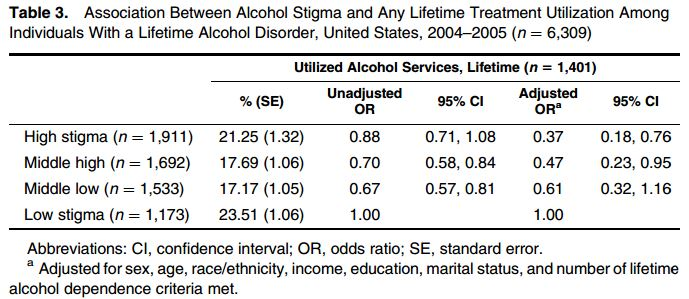 Table 3. Association Between Alcohol Stigma and Any Lifetime Treatment Utilization Among
Individuals With a Lifetime Alcohol Disorder, United States, 2004–2005 (n = 6,309)
Utilized Alcohol Services, Lifetime (n = 1,401)
% (SE) Unadjusted OR 95% CI Adjusted ORa 95% CI
High stigma (n = 1,911) 21.25 (1.32) 0.88 0.71, 1.08 0.37 0.18, 0.76
Middle high (n = 1,692) 17.69 (1.06) 0.70 0.58, 0.84 0.47 0.23, 0.95
Middle low (n = 1,533) 17.17 (1.05) 0.67 0.57, 0.81 0.61 0.32, 1.16
Low stigma (n = 1,173) 23.51 (1.06) 1.00 1.00
Abbreviations: CI, confidence interval; OR, odds ratio; SE, standard error.
a Adjusted for sex, age, race/ethnicity, income, education, marital status, and number of lifetime
alcohol dependence criteria met.